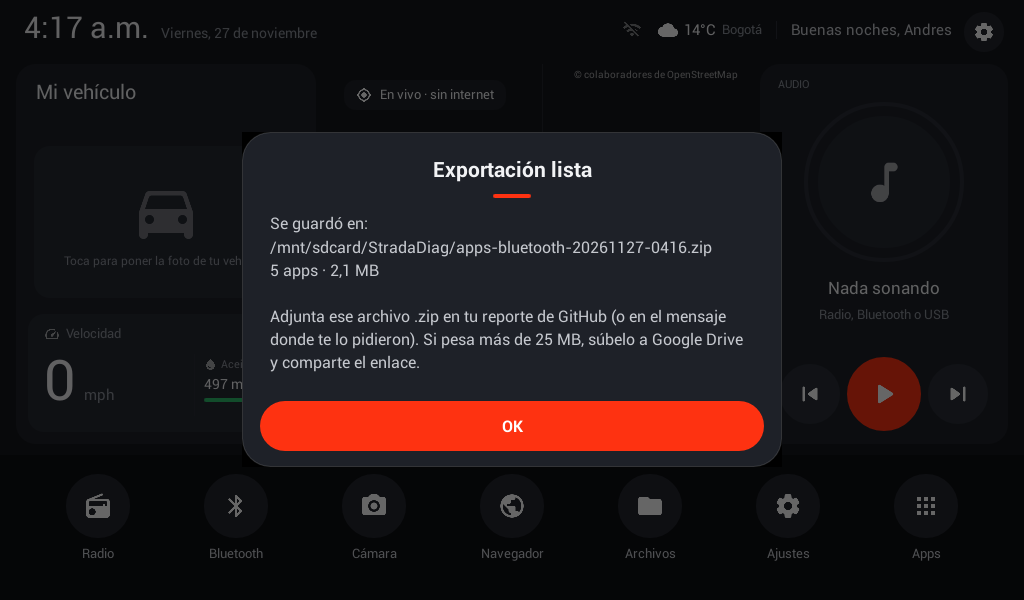 4:17 a.m. Viernes, 27 de noviembre
14°C Bogotá
Buenas noches, Andres
Mi vehículo
En vivo · sin internet
© colaboradores de OpenStreetMap
AUDIO
Exportación lista
Se guardó en:
/mnt/sdcard/StradaDiag/apps-bluetooth-20261127-0416.zip
5 apps · 2,1 MB
Adjunta ese archivo .zip en tu reporte de GitHub (o en el mensaje
donde te lo pidieron). Si pesa más de 25 MB, súbelo a Google Drive
y comparte el enlace.
OK
Toca para poner la foto de tu
Velocidad
0 mph
497
Nada sonando
Radio, Bluetooth o USB
Radio
Bluetooth
Cámara
Navegador
Archivos
Ajustes
Apps